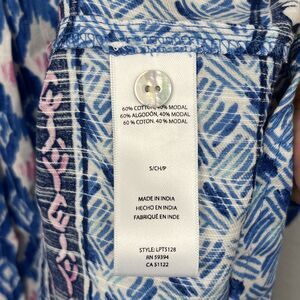 60% COTTON, 40% MODAL
60% ALGODÓN, 40% MODAL
60 % COTON, 40 % MODAL
S/CH/P
MADE IN INDIA
HECHO EN INDIA
FABRIQUÉ EN INDE
STYLE: LPT5128
RN 59394
CA 51122